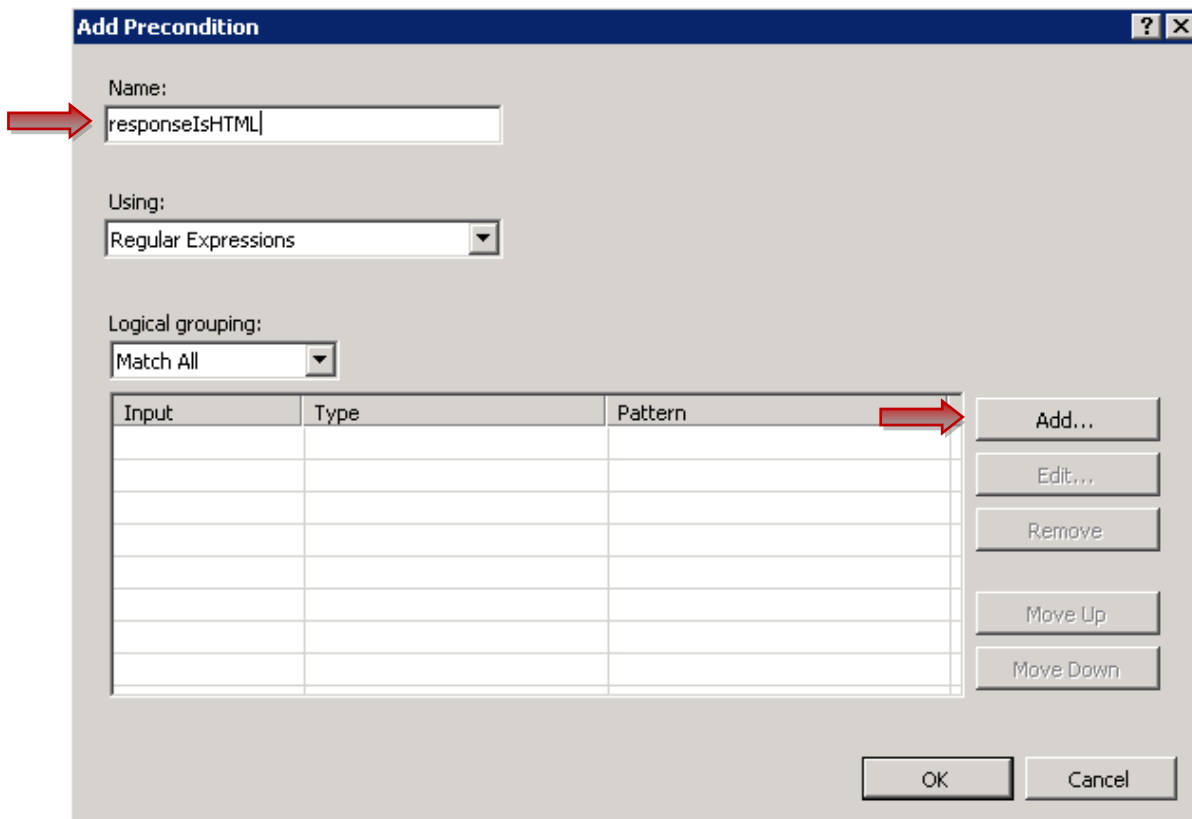 Add Precondition
Name:
responseIsHTML
Using:
Regular Expressions
Logical grouping:
Match All
Input Type Pattern
Add...
Edit...
Remove
Move Up
Move Down
OK Cancel